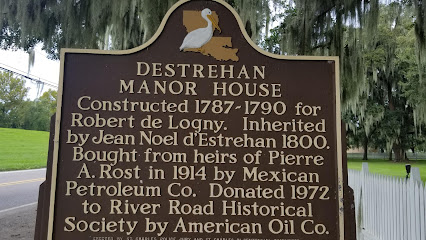 DESTREHAN
MANOR HOUSE
Constructed 1787-1790 for
Robert de Logny. Inherited
by Jean Noel d'Estrehan 1800.
Bought from heirs of Pierre
A. Rost in 1914 by Mexican
Petroleum Co. Donated 1972
to River Road Historical
Society by American Oil Co.